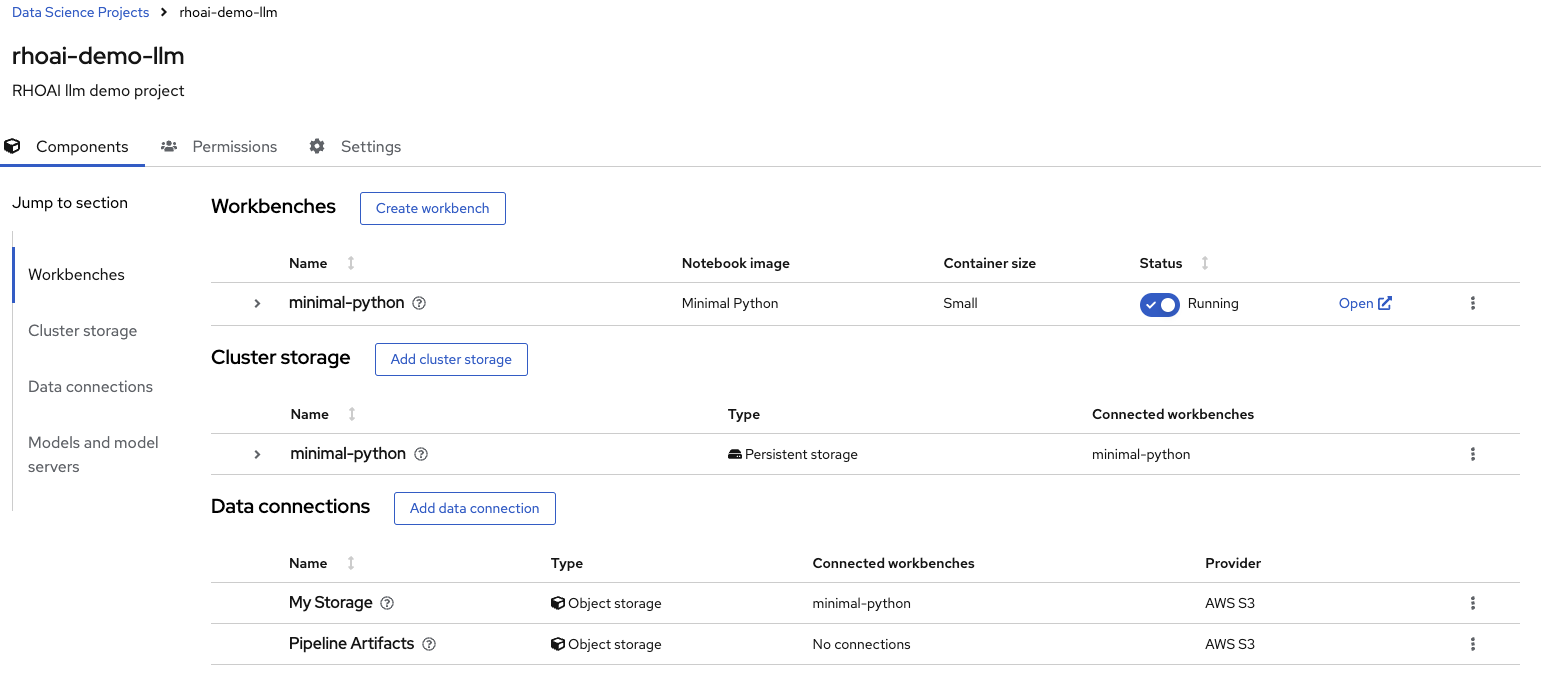 Data Science Projects > rhoai-demo-llm
rhoai-demo-llm
RHOAI llm demo project
Components Permissions Settings
Jump to section
Workbenches
Cluster storage
Data connections
Models and model
servers
Workbenches Create workbench
Name Notebook image Container size Status
minimal-python Minimal Python Small Running Open
Cluster storage Add cluster storage
Name Type Connected workbenches
minimal-python Persistent storage minimal-python
Data connections Add data connection
Name Type Connected workbenches Provider
My Storage Object storage minimal-python AWS S3
Pipeline Artifacts Object storage No connections AWS S3